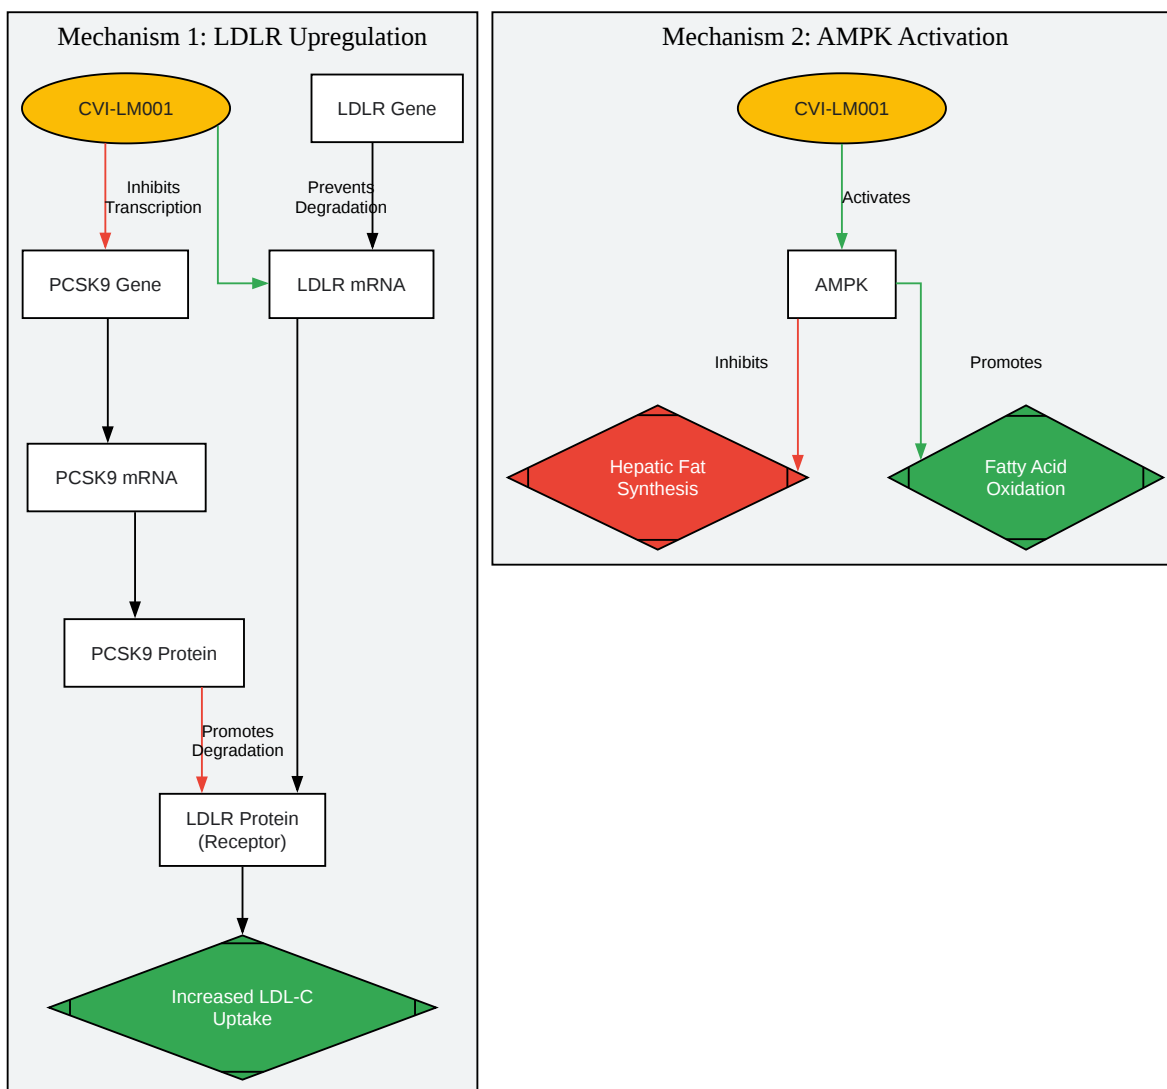 Mechanism 1: LDLR Upregulation
CVI-LM001
LDLR Gene
Inhibits
Transcription
Prevents
Degradation
PCSK9 Gene
LDLR mRNA
PCSK9 mRNA
PCSK9 Protein
Promotes
Degradation
LDLR Protein
(Receptor)
Increased LDL-C
Uptake
Mechanism 2: AMPK Activation
CVI-LM001
Activates
AMPK
Inhibits
Promotes
Hepatic Fat
Synthesis
Fatty Acid
Oxidation